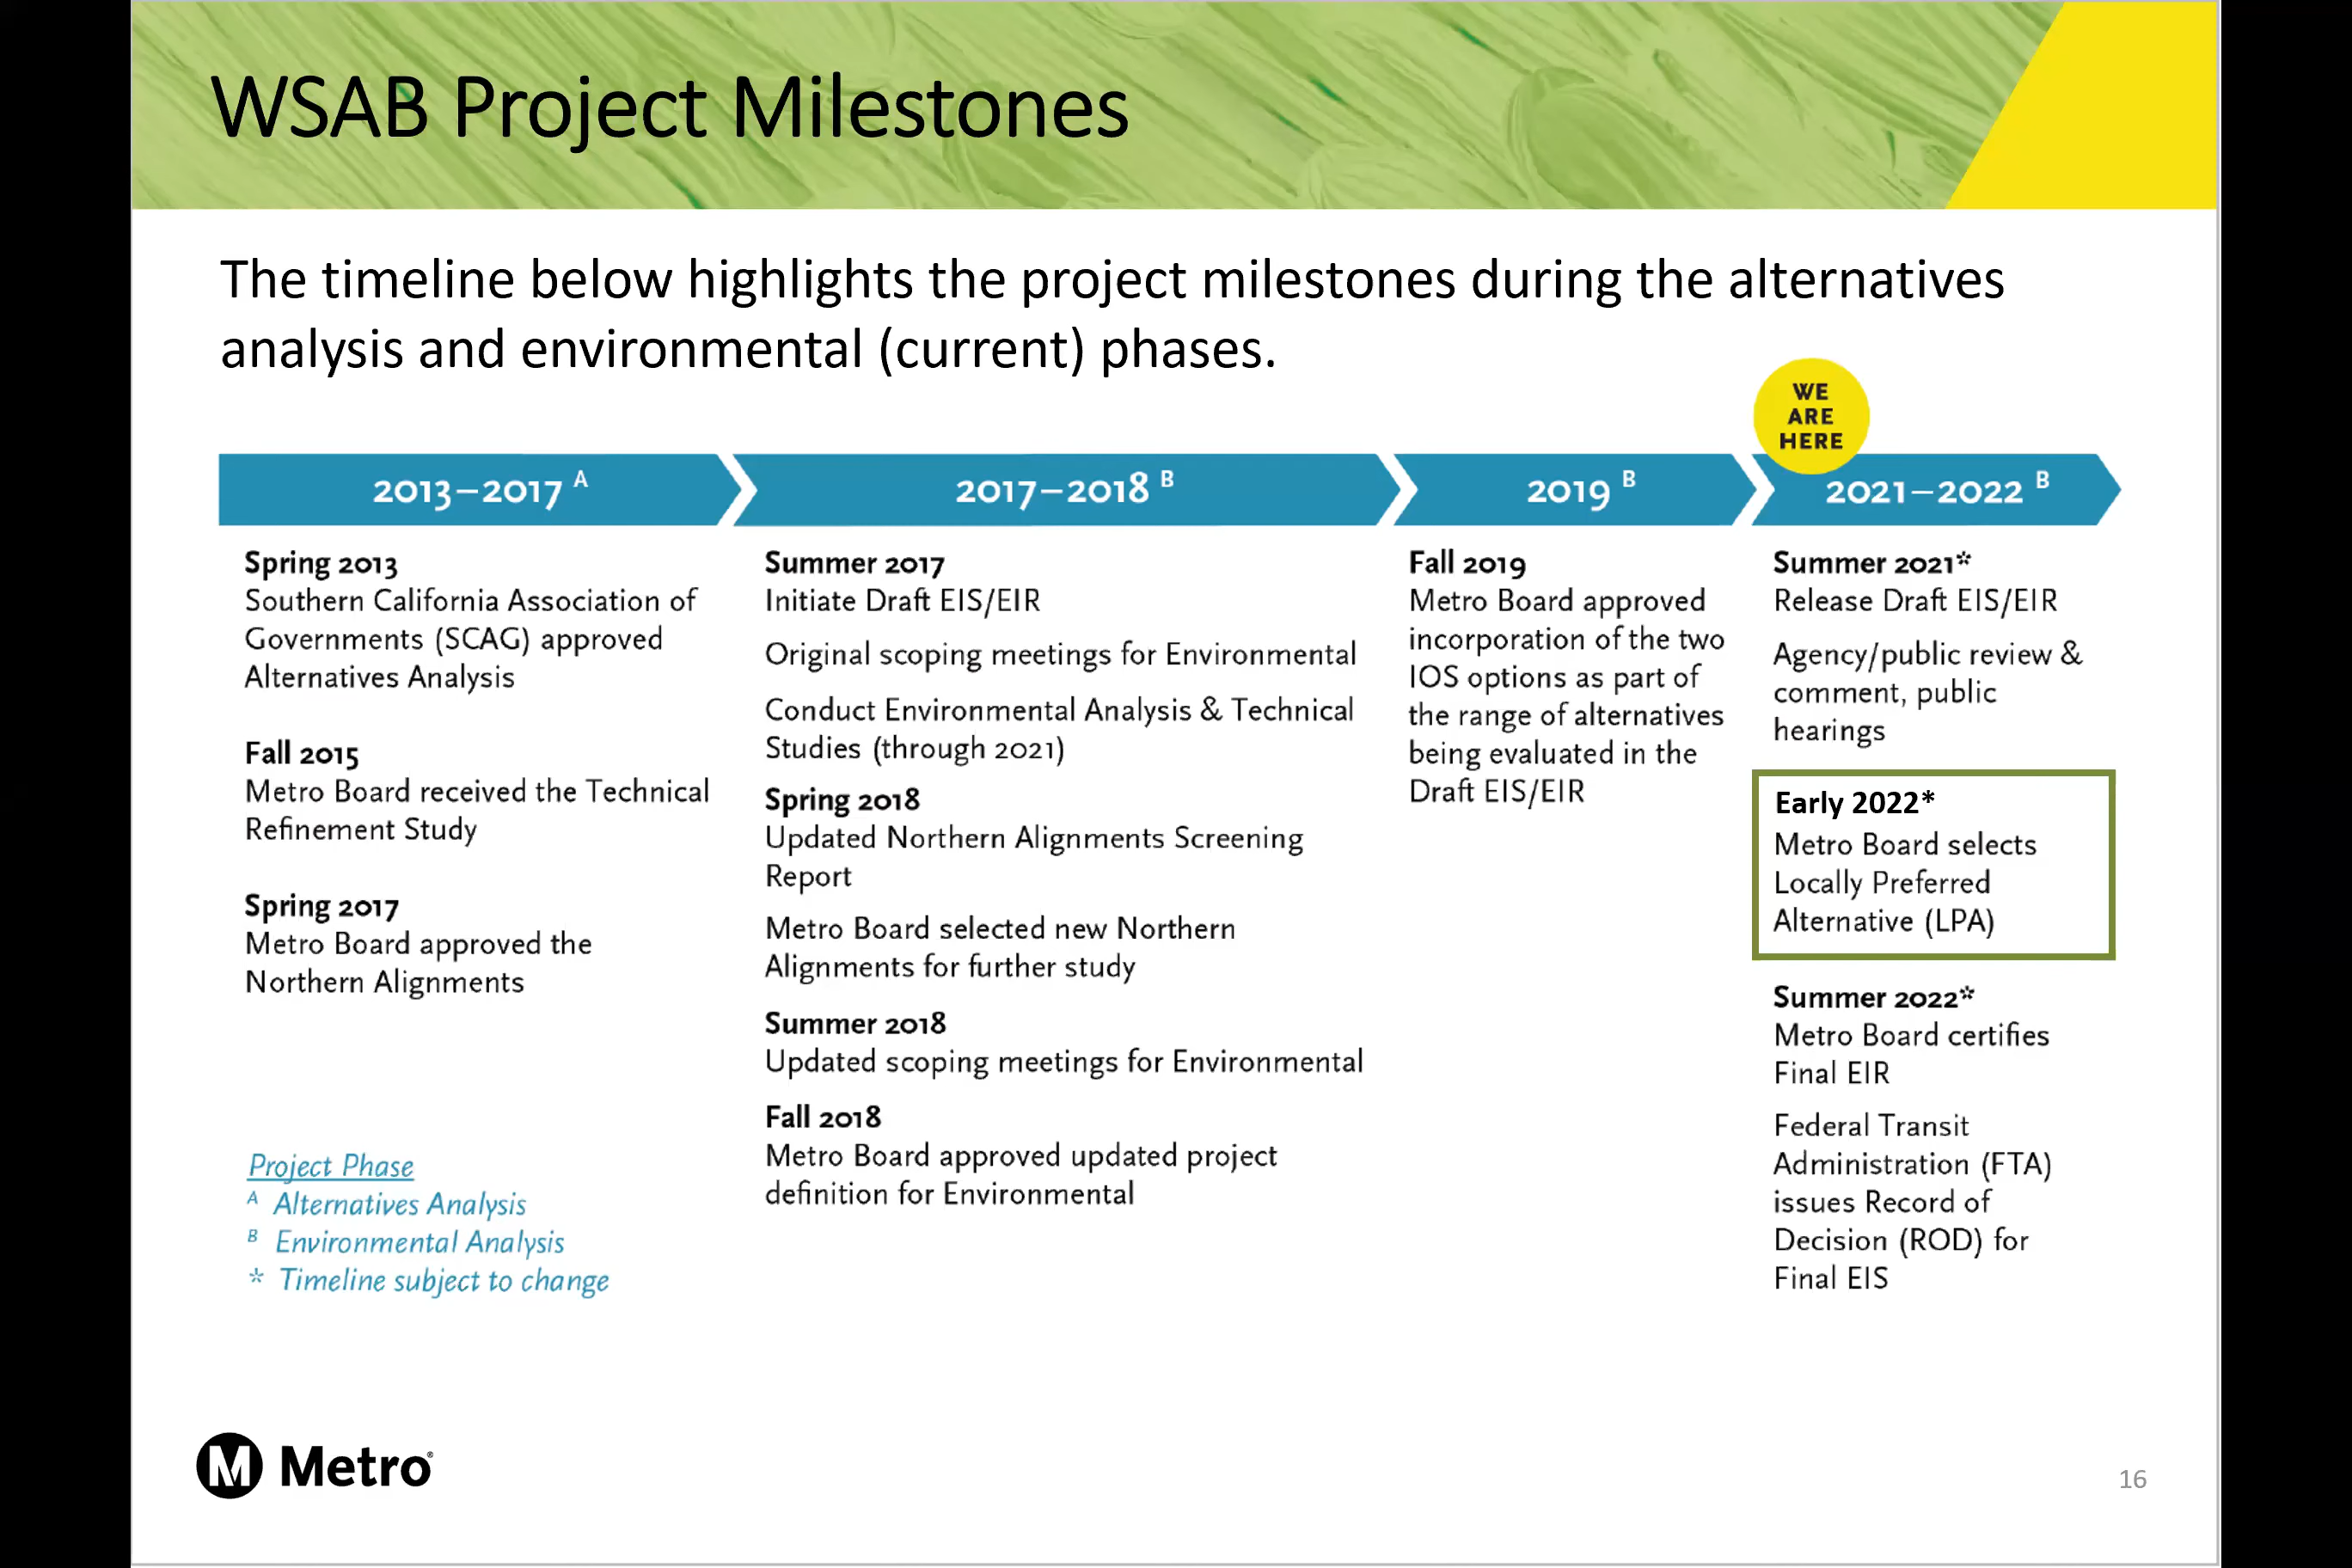 WSAB Project Milestones
The timeline below highlights the project milestones during the alternatives
analysis and environmental (current) phases.
WE
ARE
HERE
2013–2017 A
2017–2018 B
2019 B
2021–2022 B
Spring 2013
Southern California Association of
Governments (SCAG) approved
Alternatives Analysis
Fall 2015
Metro Board received the Technical
Refinement Study
Spring 2017
Metro Board approved the
Northern Alignments
Project Phase
A Alternatives Analysis
B Environmental Analysis
* Timeline subject to change
Summer 2017
Initiate Draft EIS/EIR
Original scoping meetings for Environmental
Conduct Environmental Analysis & Technical
Studies (through 2021)
Spring 2018
Updated Northern Alignments Screening
Report
Metro Board selected new Northern
Alignments for further study
Summer 2018
Updated scoping meetings for Environmental
Fall 2018
Metro Board approved updated project
definition for Environmental
Fall 2019
Metro Board approved
incorporation of the two
IOS options as part of
the range of alternatives
being evaluated in the
Draft EIS/EIR
Summer 2021*
Release Draft EIS/EIR
Agency/public review &
comment, public
hearings
Early 2022*
Metro Board selects
Locally Preferred
Alternative (LPA)
Summer 2022*
Metro Board certifies
Final EIR
Federal Transit
Administration (FTA)
issues Record of
Decision (ROD) for
Final EIS
M Metro®
16